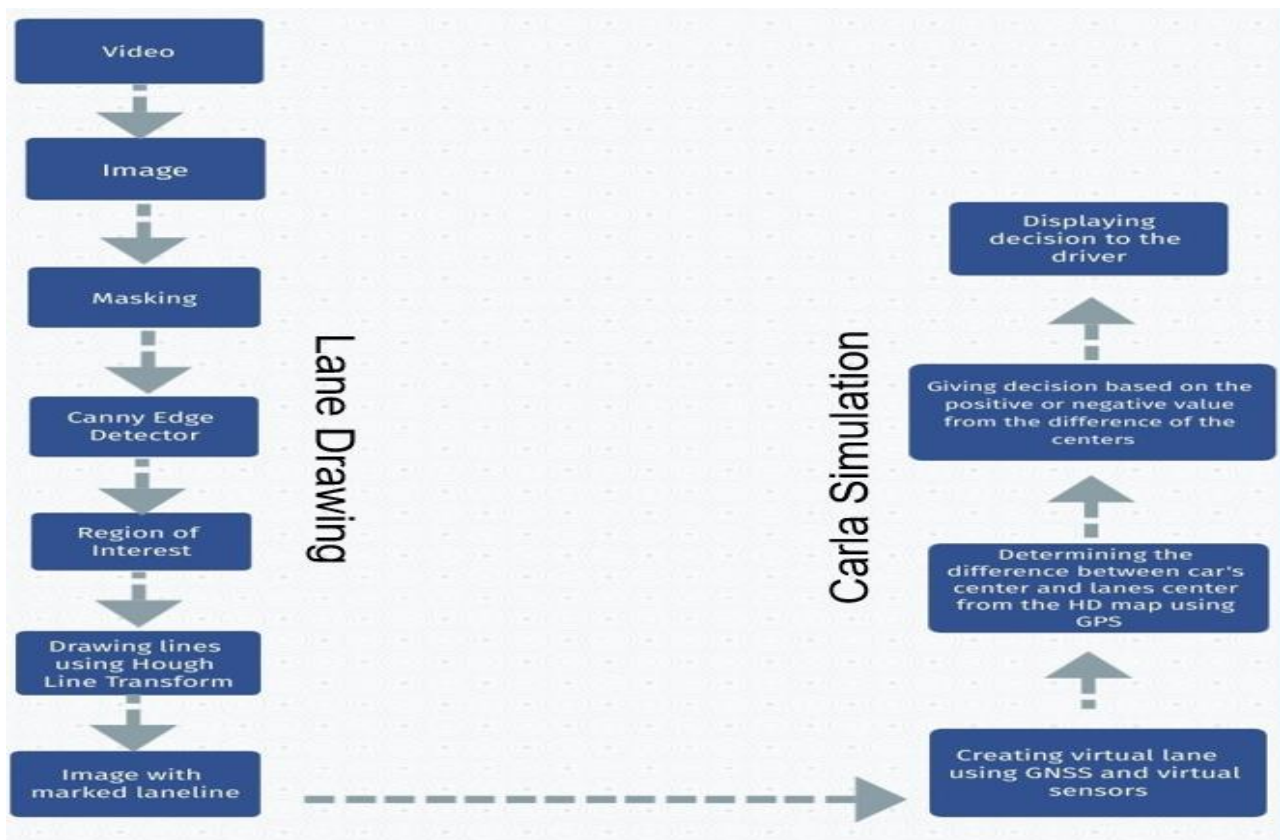 Video
Image
Masking
Canny Edge
Detector
Region of
Interest
Drawing lines
using Hough
Line Transform
Image with
marked laneline
Lane Drawing
Carla Simulation
Displaying
decision to the
driver
Giving decision based on the
positive or negative value
from the difference of the
centers
Determining the
difference between car's
center and lanes center
from the HD map using
GPS
Creating virtual lane
using GNSS and virtual
sensors